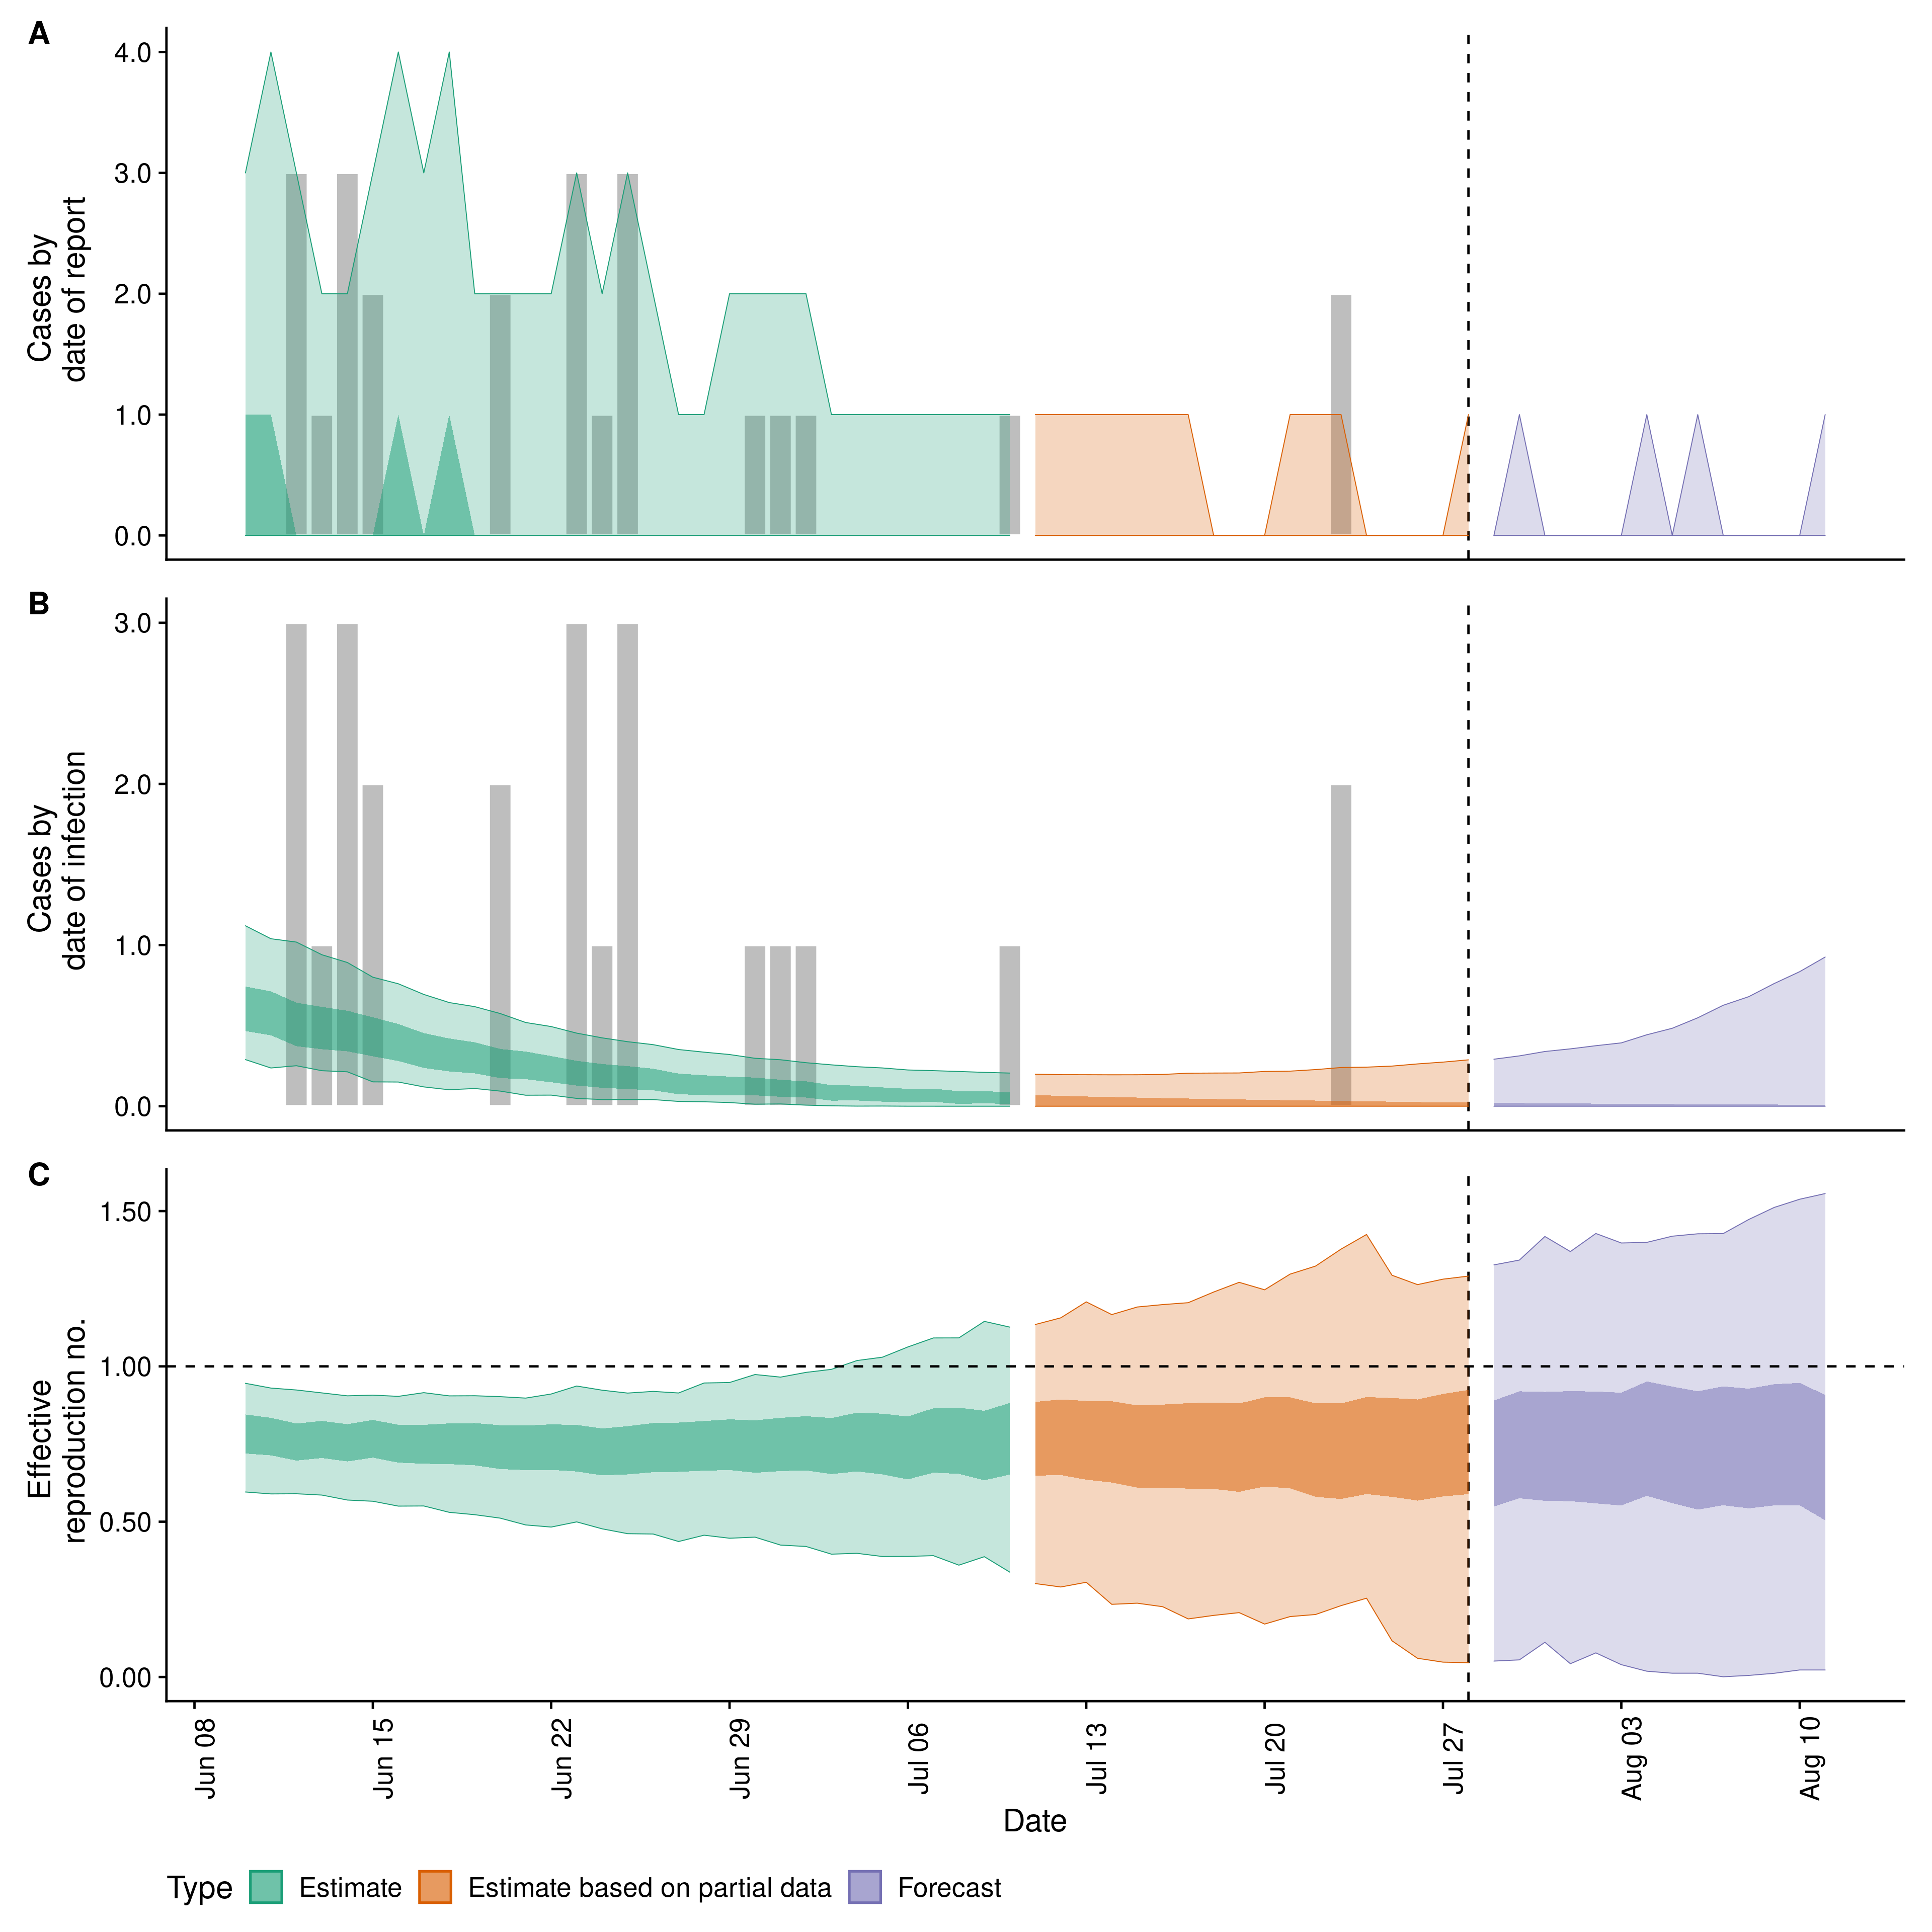 A
4.0
3.0
2.0
1.0
0.0
Cases by
date of report
B
3.0
2.0
1.0
0.0
Cases by
date of infection
C
1.50
1.00
0.50
0.00
Effective
reproduction no.
Jun 08
Jun 15
Jun 22
Jun 29
Jul 06
Jul 13
Jul 20
Jul 27
Aug 03
Aug 10
Date
Type Estimate Estimate based on partial data Forecast